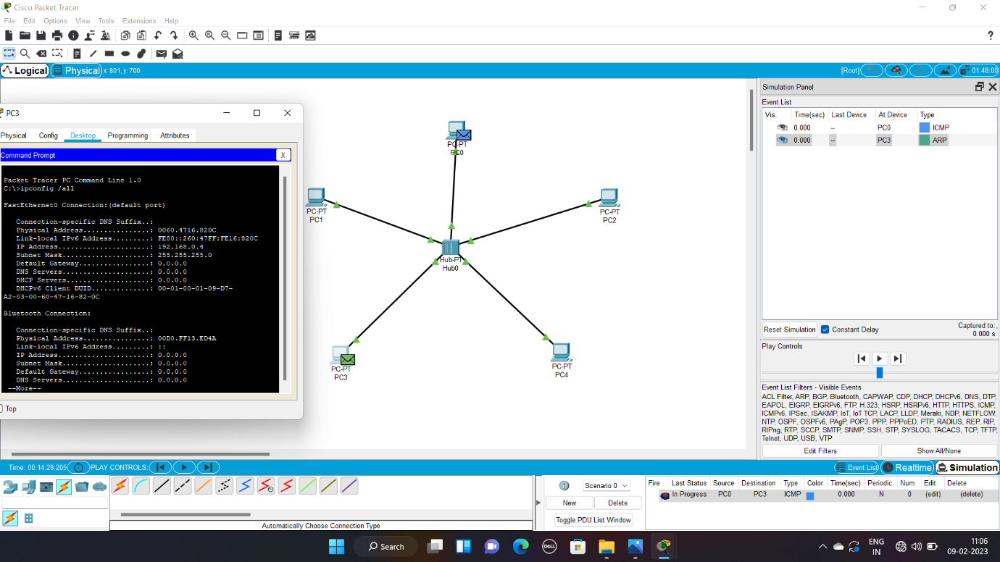 Cisco Packet Tracer
File Edit Options View Tools Extensions Help
?
Logical Physical x: 801, y: 700 [Root] 01:48:00
PC3
Physical Config Desktop Programming Attributes
Command Prompt X
Packet Tracer PC Command Line 1.0
C:\>ipconfig /all
FastEthernet0 Connection:(default port)
Connection-specific DNS Suffix..:
Physical Address................: 0060.4716.820C
Link-local IPv6 Address.........: FE80::260:47FF:FE16:820C
IP Address......................: 192.168.0.4
Subnet Mask.....................: 255.255.255.0
Default Gateway.................: 0.0.0.0
DNS Servers.....................: 0.0.0.0
DHCP Servers....................: 0.0.0.0
DHCPv6 Client DUID..............: 00-01-00-01-09-D7-
A2-03-00-60-47-16-82-0C
Bluetooth Connection:
Connection-specific DNS Suffix..:
Physical Address................: 00D0.FF13.ED4A
Link-local IPv6 Address.........: ::
IP Address......................: 0.0.0.0
Subnet Mask.....................: 0.0.0.0
Default Gateway.................: 0.0.0.0
DNS Servers.....................: 0.0.0.0
--More--
Top
PC-PT
PC0
PC-PT
PC1
PC-PT
PC2
Hub-PT
Hub0
PC-PT
PC3
PC-PT
PC4
Simulation Panel
Event List
Vis. Time(sec) Last Device At Device Type
0.000 -- PC0 ICMP
0.000 -- PC3 ARP
Reset Simulation Constant Delay Captured to:
0.000 s
Play Controls
Event List Filters - Visible Events
ACL Filter, ARP, BGP, Bluetooth, CAPWAP, CDP, DHCP, DHCPv6, DNS, DTP,
EAPOL, EIGRP, EIGRPv6, FTP, H.323, HSRP, HSRPv6, HTTP, HTTPS, ICMP,
ICMPv6, IPSec, ISAKMP, IoT, IoT TCP, LACP, LLDP, Meraki, NDP, NETFLOW,
NTP, OSPF, OSPFv6, PAgP, POP3, PPP, PPPoED, PTP, RADIUS, REP, RIP,
RIPng, RTP, SCCP, SMTP, SNMP, SSH, STP, SYSLOG, TACACS, TCP, TFTP,
Telnet, UDP, USB, VTP
Edit Filters Show All/None
Time: 00:14:29.205 PLAY CONTROLS: Event List Realtime Simulation
Automatically Choose Connection Type
Scenario 0
New Delete
Toggle PDU List Window
Fire Last Status Source Destination Type Color Time(sec) Periodic Num Edit Delete
In Progress PC0 PC3 ICMP 0.000 N 0 (edit) (delete)
Search
DELL
ENG
IN
11:06
09-02-2023